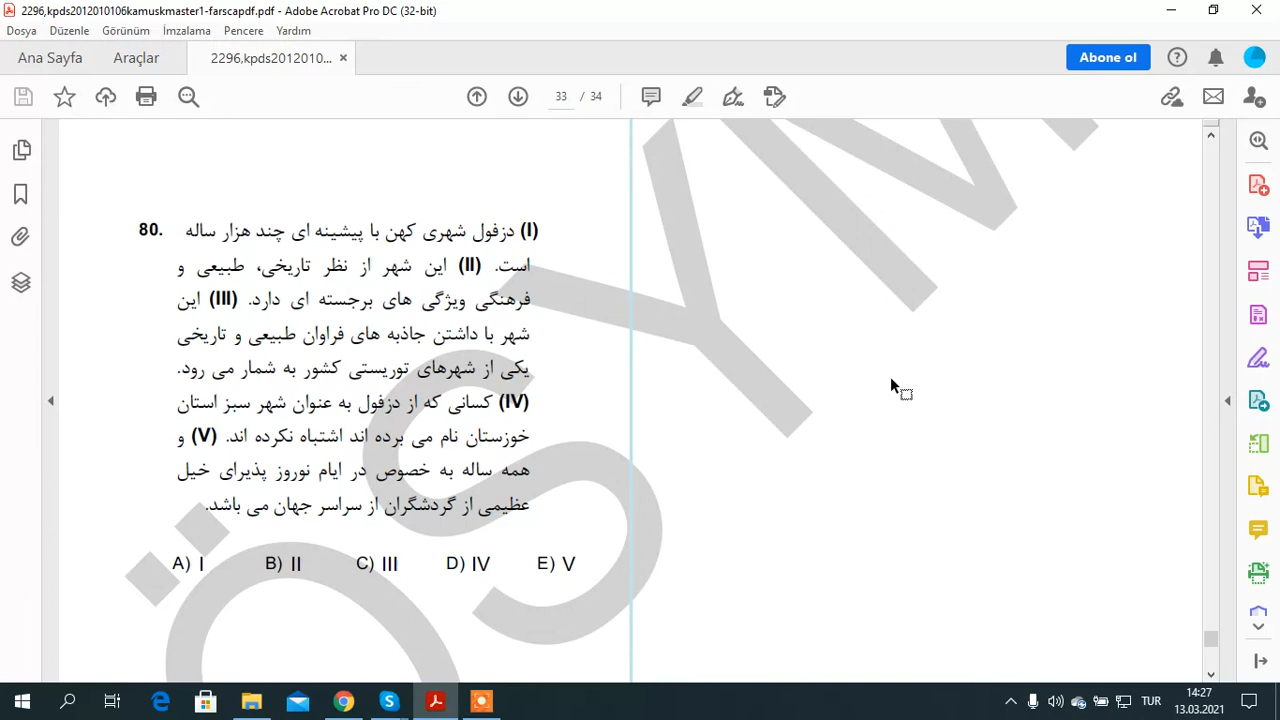 2296,kpds2012010106kamuskmaster1-farscapdf.pdf - Adobe Acrobat Pro DC (32-bit)
Dosya Düzenle Görünüm İmzalama Pencere Yardım
Ana Sayfa Araçlar 2296,kpds2012010... × Abone ol
33 / 34
80. (I) دزفول شهری کهن با پیشینه ای چند هزار ساله
است. (II) این شهر از نظر تاریخی، طبیعی و
فرهنگی ویژگی های برجسته ای دارد. (III) این
شهر با داشتن جاذبه های فراوان طبیعی و تاریخی
یکی از شهرهای توریستی کشور به شمار می رود.
(IV) کسانی که از دزفول به عنوان شهر سبز استان
خوزستان نام می برده اند اشتباه نکرده اند. (V) و
همه ساله به خصوص در ایام نوروز پذیرای خیل
عظیمی از گردشگران از سراسر جهان می باشد.
A) I B) II C) III D) IV E) V
ÖSYM
TUR 14:27
13.03.2021